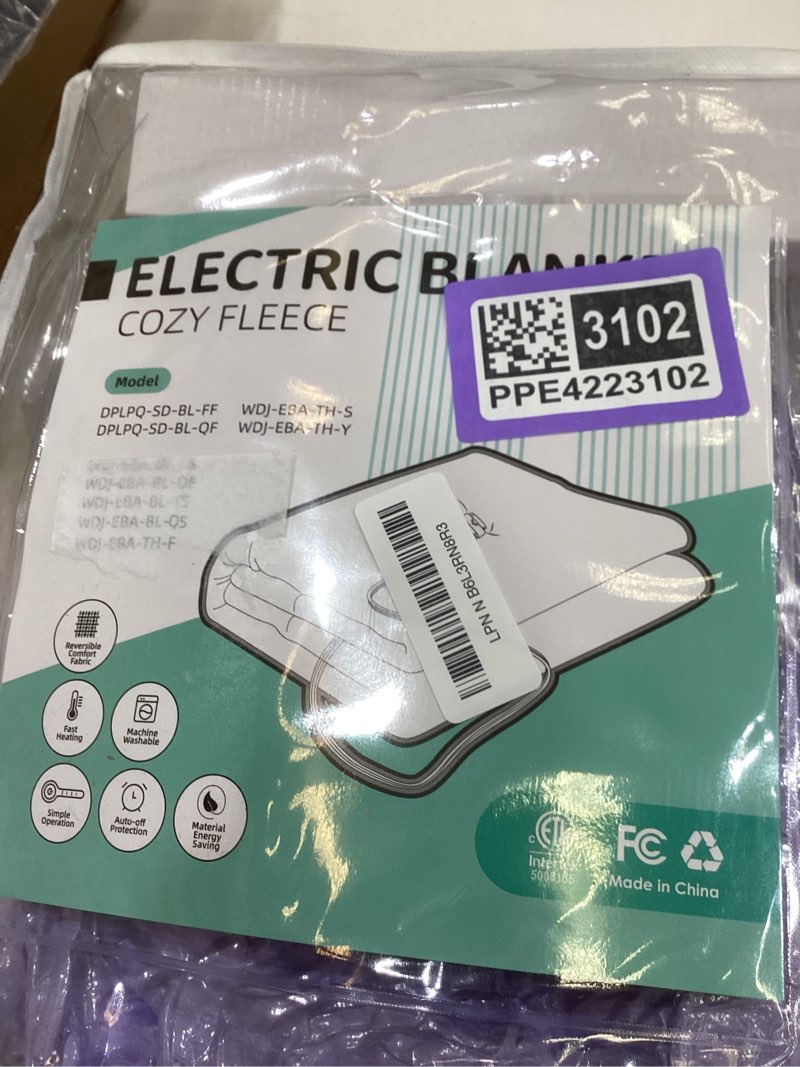 ELECTRIC BLANK
COZY FLEECE
3102
PPE4223102
Model
DPLPQ-SD-BL-FF WDJ-EBA-TH-S
DPLPQ-SD-BL-QF WDJ-EBA-TH-Y
WDJ-EBA-BL-QF
WDJ-EBA-BL-TS
WDJ-EBA-BL-QS
WDJ-EBA-TH-F
LPN N B6L3RN8R3
Reversible
Comfort
Fabric
Fast
Heating
Machine
Washable
Simple
Operation
Auto-off
Protection
Material
Energy
Saving
C
ETL
Intertek
FC
Made in China